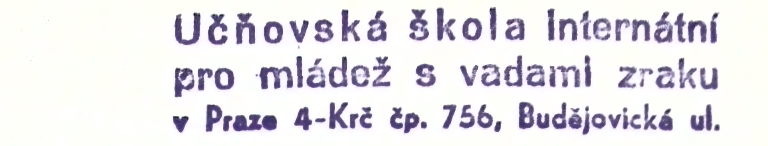 Učňovská škola internátní
pro mládež s vadami zraku
v Praze 4-Krč čp. 756, Budějovická ul.